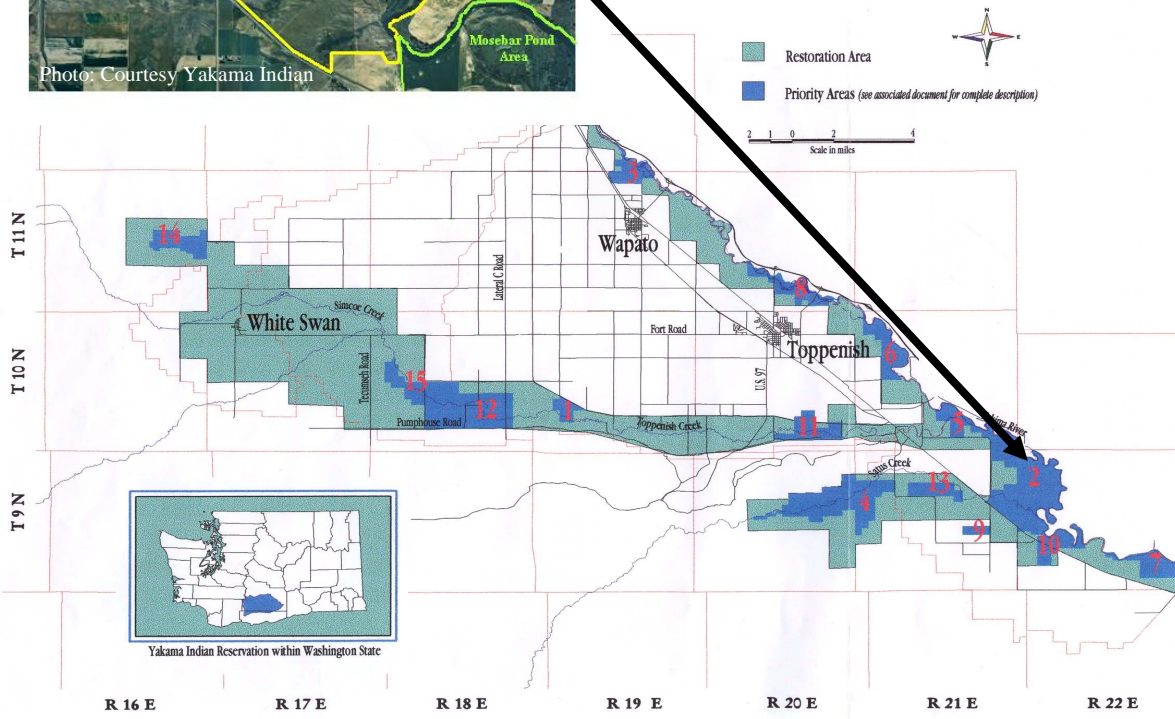 Mosebar Pond
Area
Photo: Courtesy Yakama Indian
N
W
E
S
Restoration Area
Priority Areas (see associated document for complete description)
2 1 0 2 4
Scale in miles
T 11 N
T 10 N
T 9 N
3
Wapato
14
Lateral C Road
8
Simcoe Creek
White Swan
Fort Road
Toppenish
6
Tecumseh Road
U.S. 97
15
12
1
Pumphouse Road
Toppenish Creek
11
5
River
Satus Creek
2
13
4
9
10
7
Yakama Indian Reservation within Washington State
R 16 E
R 17 E
R 18 E
R 19 E
R 20 E
R 21 E
R 22 E